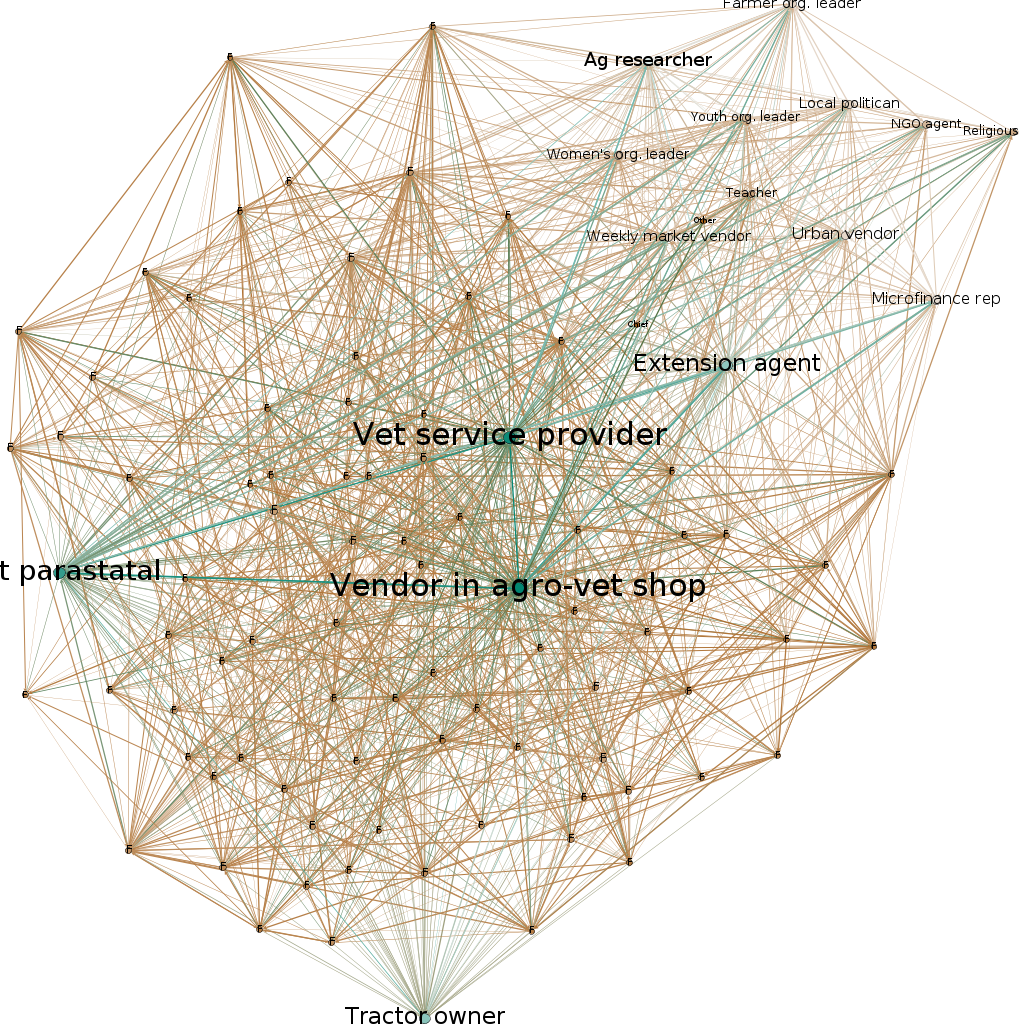 Farmer org. leader
Ag researcher
Local politican
Youth org. leader
NGO agent
Religious
Women's org. leader
Teacher
Other
Weekly market vendor
Urban vendor
Microfinance rep
Chief
Extension agent
Vet service provider
t parastatal
Vendor in agro-vet shop
Tractor owner